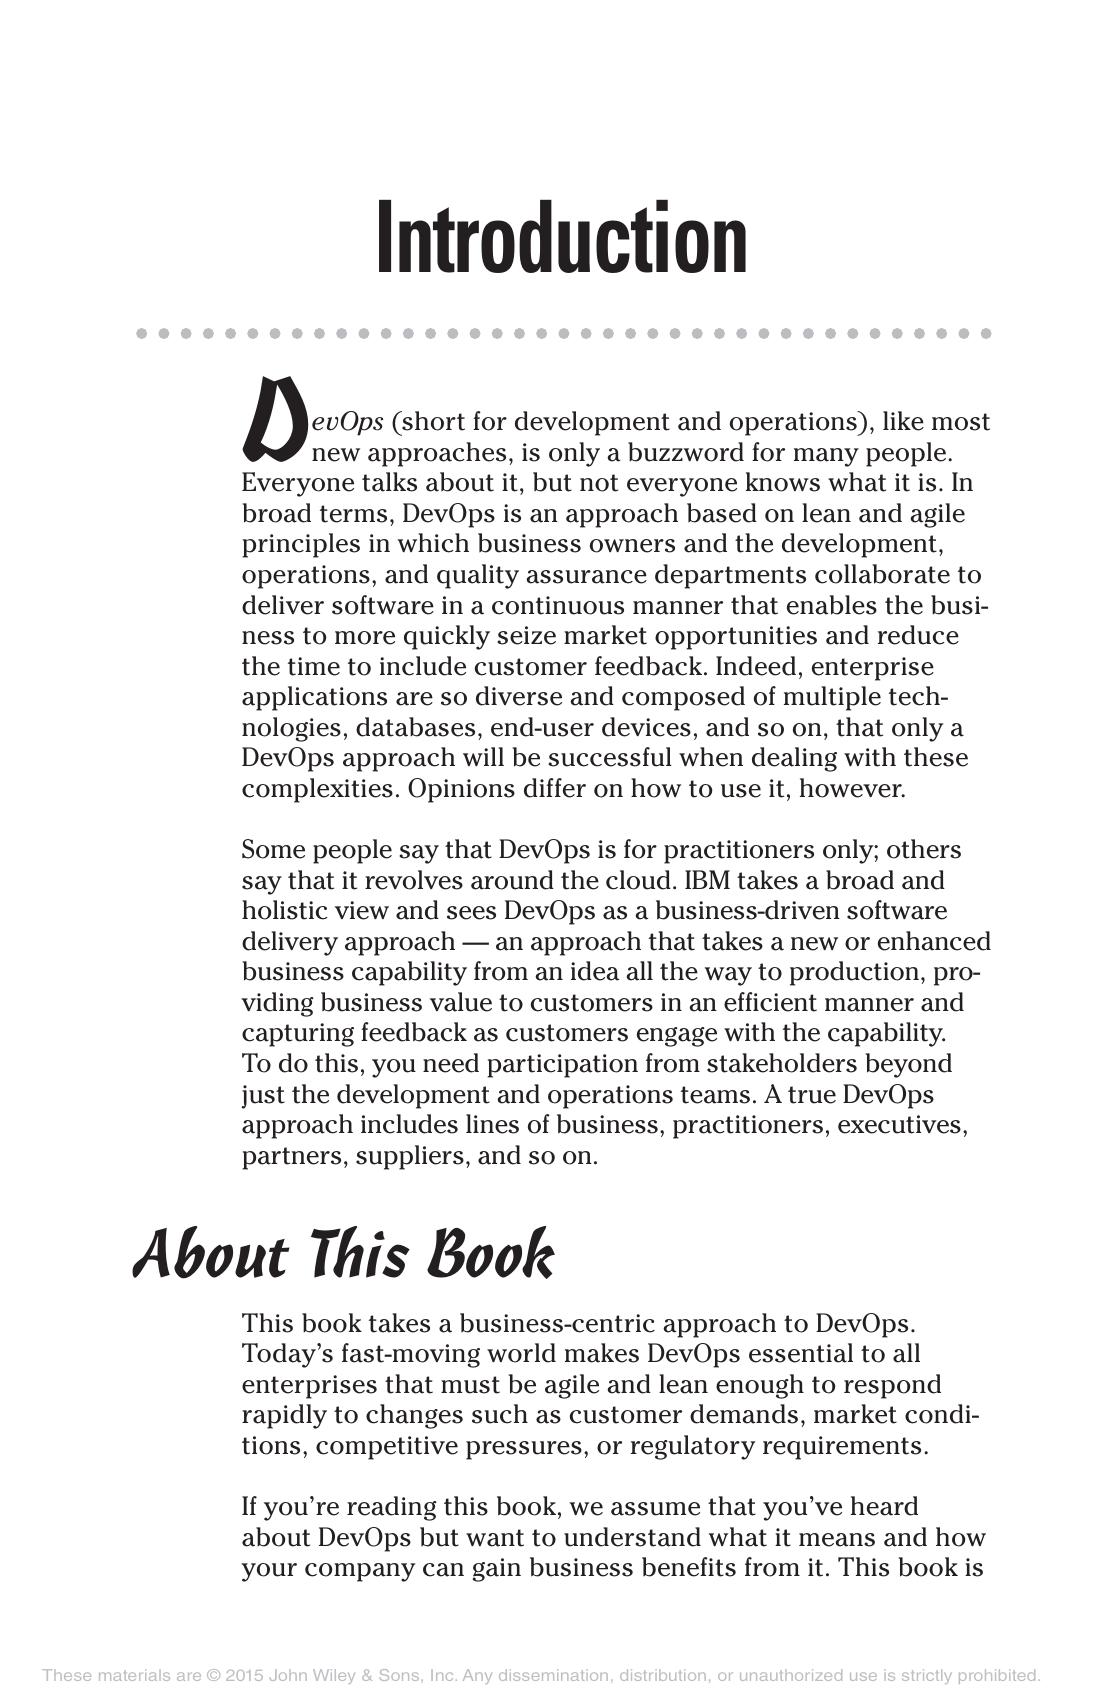 Introduction
DevOps (short for development and operations), like most
new approaches, is only a buzzword for many people.
Everyone talks about it, but not everyone knows what it is. In
broad terms, DevOps is an approach based on lean and agile
principles in which business owners and the development,
operations, and quality assurance departments collaborate to
deliver software in a continuous manner that enables the busi-
ness to more quickly seize market opportunities and reduce
the time to include customer feedback. Indeed, enterprise
applications are so diverse and composed of multiple tech-
nologies, databases, end-user devices, and so on, that only a
DevOps approach will be successful when dealing with these
complexities. Opinions differ on how to use it, however.
Some people say that DevOps is for practitioners only; others
say that it revolves around the cloud. IBM takes a broad and
holistic view and sees DevOps as a business-driven software
delivery approach — an approach that takes a new or enhanced
business capability from an idea all the way to production, pro-
viding business value to customers in an efficient manner and
capturing feedback as customers engage with the capability.
To do this, you need participation from stakeholders beyond
just the development and operations teams. A true DevOps
approach includes lines of business, practitioners, executives,
partners, suppliers, and so on.
About This Book
This book takes a business-centric approach to DevOps.
Today’s fast-moving world makes DevOps essential to all
enterprises that must be agile and lean enough to respond
rapidly to changes such as customer demands, market condi-
tions, competitive pressures, or regulatory requirements.
If you’re reading this book, we assume that you’ve heard
about DevOps but want to understand what it means and how
your company can gain business benefits from it. This book is
These materials are © 2015 John Wiley & Sons, Inc. Any dissemination, distribution, or unauthorized use is strictly prohibited.